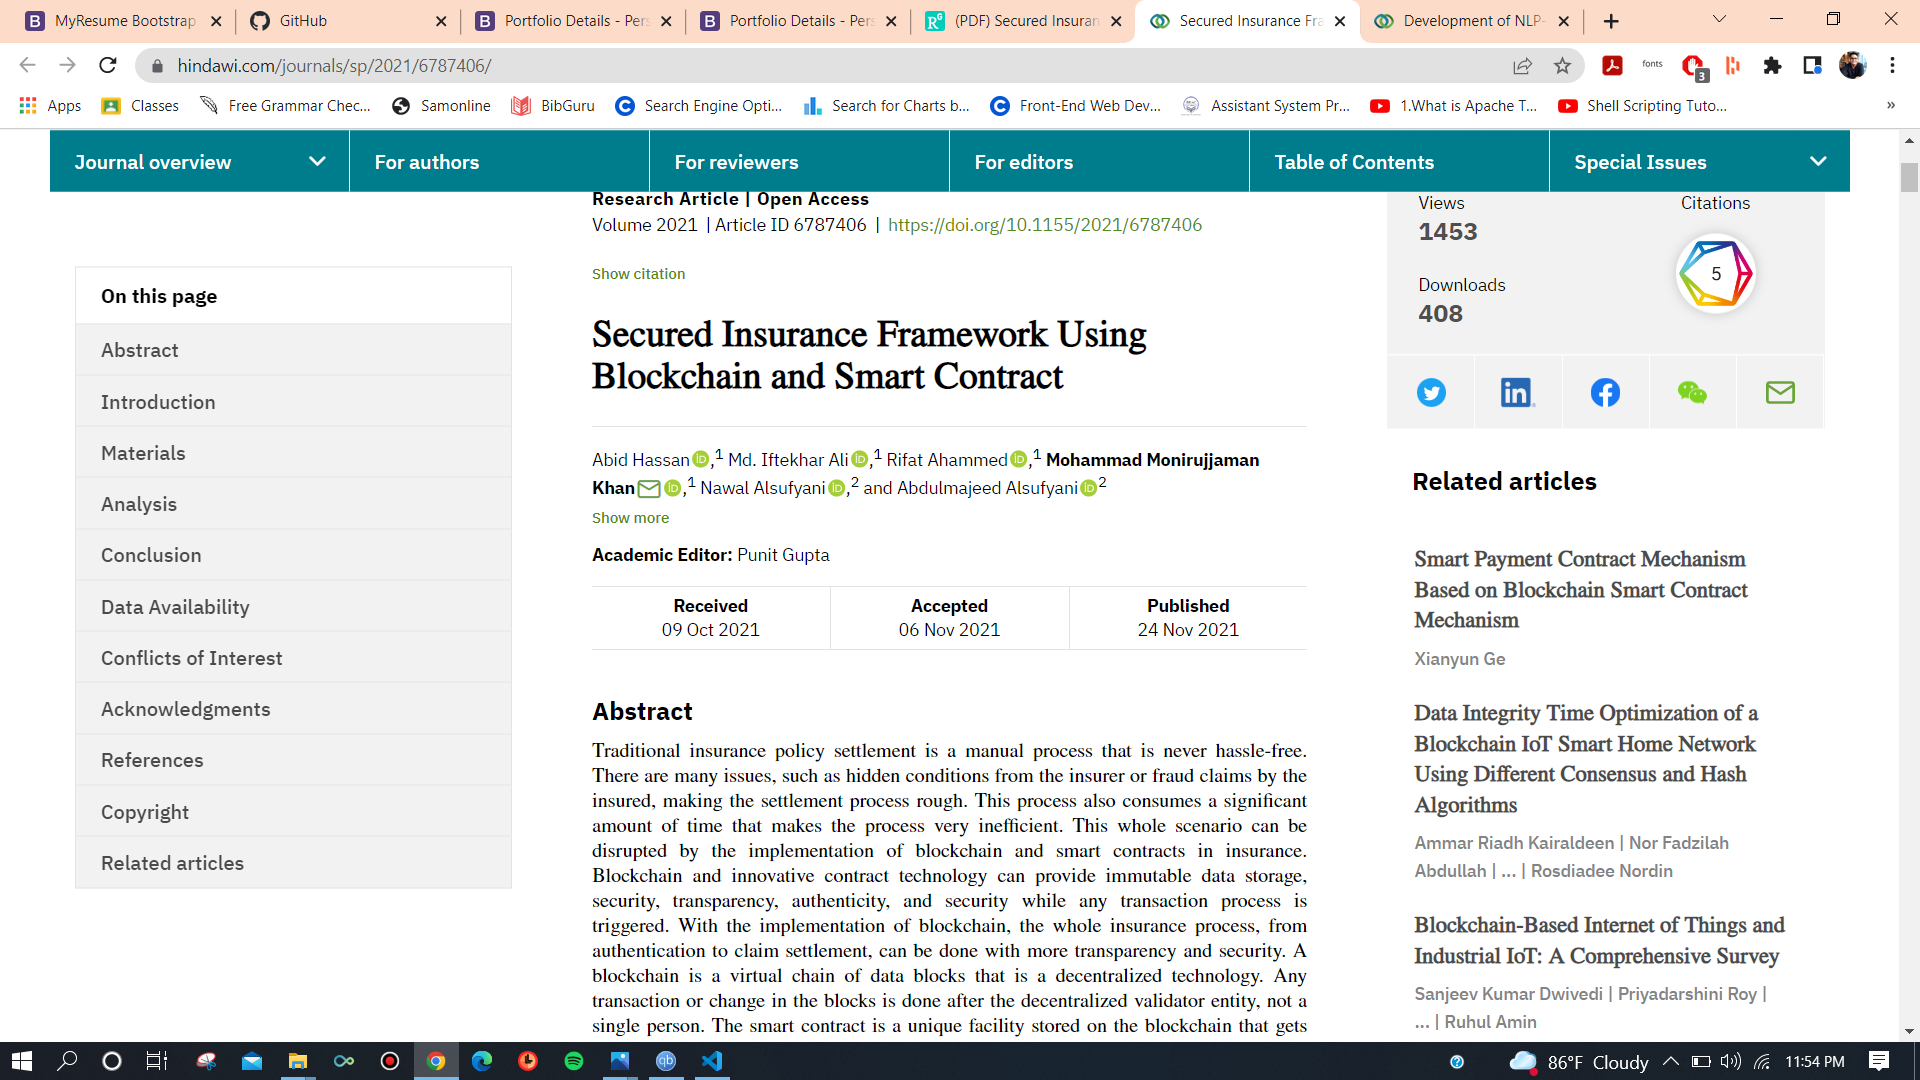 MyResume Bootstrap
GitHub
Portfolio Details - Pers
Portfolio Details - Pers
(PDF) Secured Insuran
Secured Insurance Fra
Development of NLP-
hindawi.com/journals/sp/2021/6787406/
fonts
3
Apps
Classes
Free Grammar Chec...
Samonline
BibGuru
Search Engine Opti...
Search for Charts b...
Front-End Web Dev...
Assistant System Pr...
1.What is Apache T...
Shell Scripting Tuto...
»
Journal overview
For authors
For reviewers
For editors
Table of Contents
Special Issues
Research Article | Open Access
Volume 2021 | Article ID 6787406 | https://doi.org/10.1155/2021/6787406
Show citation
Secured Insurance Framework Using
Blockchain and Smart Contract
Abid Hassan,1 Md. Iftekhar Ali,1 Rifat Ahammed,1 Mohammad Monirujjaman
Khan,1 Nawal Alsufyani,2 and Abdulmajeed Alsufyani2
Show more
Academic Editor: Punit Gupta
Received
09 Oct 2021
Accepted
06 Nov 2021
Published
24 Nov 2021
Abstract
Traditional insurance policy settlement is a manual process that is never hassle-free.
There are many issues, such as hidden conditions from the insurer or fraud claims by the
insured, making the settlement process rough. This process also consumes a significant
amount of time that makes the process very inefficient. This whole scenario can be
disrupted by the implementation of blockchain and smart contracts in insurance.
Blockchain and innovative contract technology can provide immutable data storage,
security, transparency, authenticity, and security while any transaction process is
triggered. With the implementation of blockchain, the whole insurance process, from
authentication to claim settlement, can be done with more transparency and security. A
blockchain is a virtual chain of data blocks that is a decentralized technology. Any
transaction or change in the blocks is done after the decentralized validator entity, not a
single person. The smart contract is a unique facility stored on the blockchain that gets
On this page
Abstract
Introduction
Materials
Analysis
Conclusion
Data Availability
Conflicts of Interest
Acknowledgments
References
Copyright
Related articles
Views
1453
Citations
5
Downloads
408
Related articles
Smart Payment Contract Mechanism
Based on Blockchain Smart Contract
Mechanism
Xianyun Ge
Data Integrity Time Optimization of a
Blockchain IoT Smart Home Network
Using Different Consensus and Hash
Algorithms
Ammar Riadh Kairaldeen | Nor Fadzilah
Abdullah | ... | Rosdiadee Nordin
Blockchain-Based Internet of Things and
Industrial IoT: A Comprehensive Survey
Sanjeev Kumar Dwivedi | Priyadarshini Roy |
... | Ruhul Amin
86°F Cloudy
11:54 PM